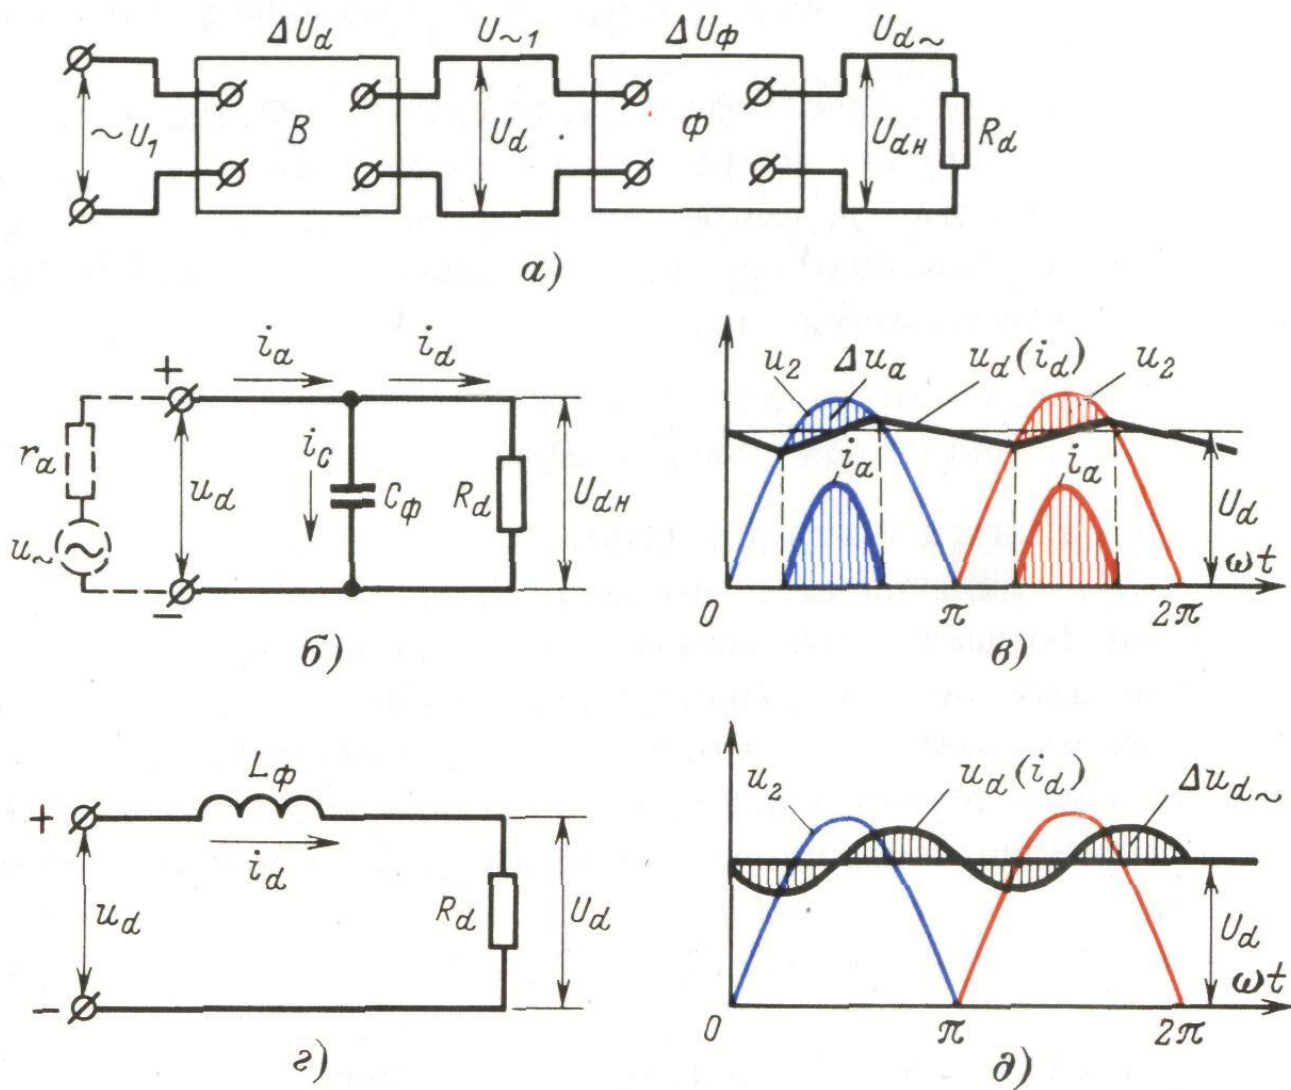 ΔU_d U_~1 ΔU_ф U_d~
~U_1 В U_d Ф U_dн R_d
а)
i_a i_d
+
r_a u_d i_c C_ф R_d U_dн
u_~
−
б)
u_2 Δu_a u_d(i_d) u_2
i_a i_a U_d
ωt
0 π 2π
в)
L_ф
+ i_d
u_d R_d U_d
−
г)
u_2 u_d(i_d) Δu_d~
U_d
ωt
0 π 2π
д)